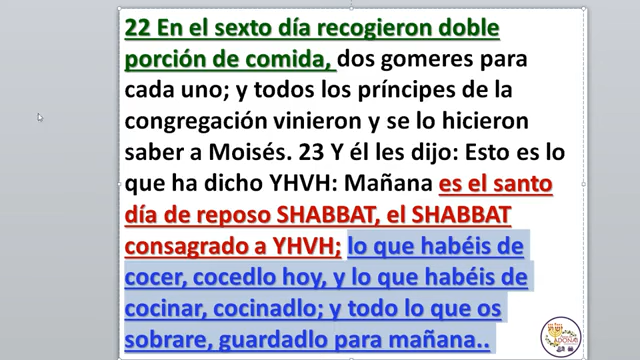 22 En el sexto día recogieron doble
porción de comida, dos gomeres para
cada uno; y todos los príncipes de la
congregación vinieron y se lo hicieron
saber a Moisés. 23 Y él les dijo: Esto es lo
que ha dicho YHVH: Mañana es el santo
día de reposo SHABBAT, el SHABBAT
consagrado a YHVH; lo que habéis de
cocer, cocedlo hoy, y lo que habéis de
cocinar, cocinadlo; y todo lo que os
sobrare, guardadlo para mañana..